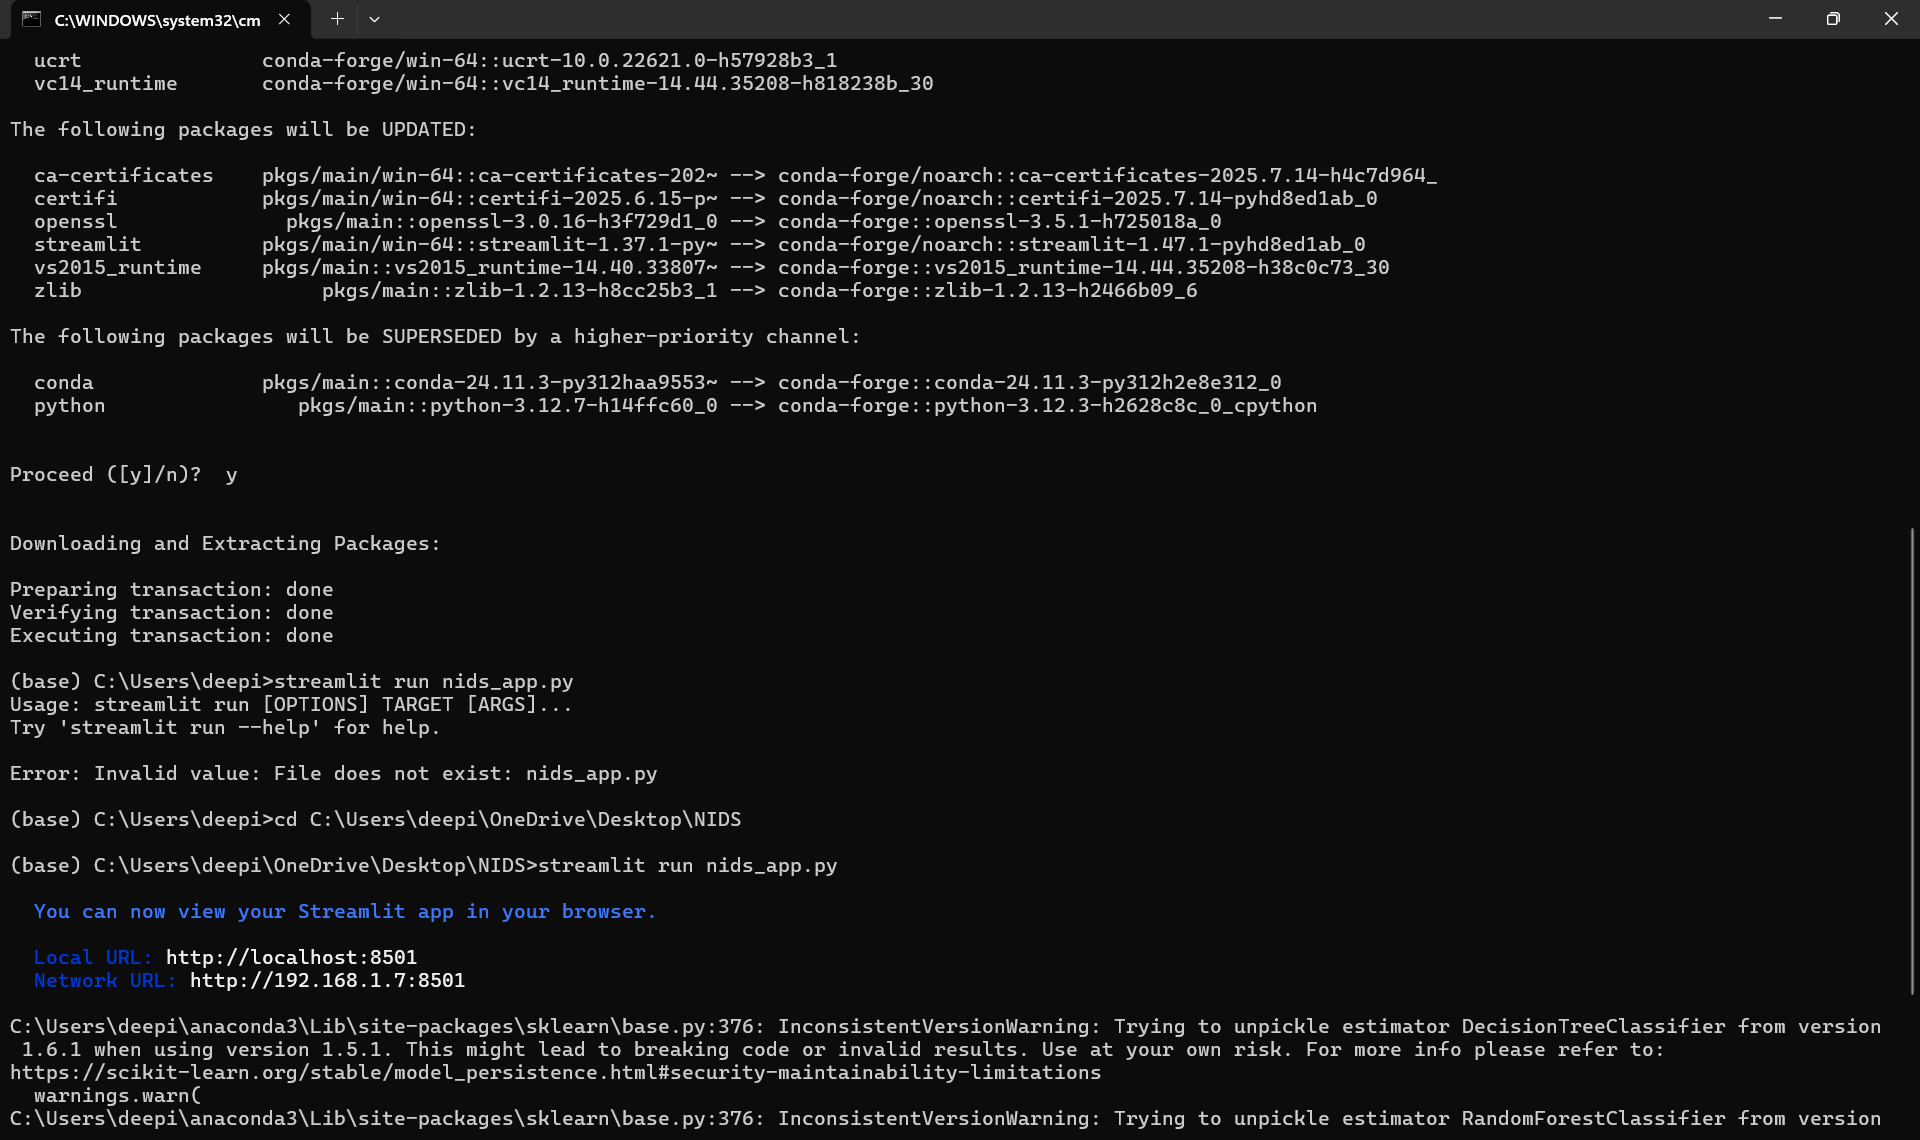 C:\WINDOWS\system32\cm
ucrt conda-forge/win-64::ucrt-10.0.22621.0-h57928b3_1
vc14_runtime conda-forge/win-64::vc14_runtime-14.44.35208-h818238b_30
The following packages will be UPDATED:
ca-certificates pkgs/main/win-64::ca-certificates-202~ --> conda-forge/noarch::ca-certificates-2025.7.14-h4c7d964_
certifi pkgs/main/win-64::certifi-2025.6.15-p~ --> conda-forge/noarch::certifi-2025.7.14-pyhd8ed1ab_0
openssl pkgs/main::openssl-3.0.16-h3f729d1_0 --> conda-forge::openssl-3.5.1-h725018a_0
streamlit pkgs/main/win-64::streamlit-1.37.1-py~ --> conda-forge/noarch::streamlit-1.47.1-pyhd8ed1ab_0
vs2015_runtime pkgs/main::vs2015_runtime-14.40.33807~ --> conda-forge::vs2015_runtime-14.44.35208-h38c0c73_30
zlib pkgs/main::zlib-1.2.13-h8cc25b3_1 --> conda-forge::zlib-1.2.13-h2466b09_6
The following packages will be SUPERSEDED by a higher-priority channel:
conda pkgs/main::conda-24.11.3-py312haa9553~ --> conda-forge::conda-24.11.3-py312h2e8e312_0
python pkgs/main::python-3.12.7-h14ffc60_0 --> conda-forge::python-3.12.3-h2628c8c_0_cpython
Proceed ([y]/n)? y
Downloading and Extracting Packages:
Preparing transaction: done
Verifying transaction: done
Executing transaction: done
(base) C:\Users\deepi>streamlit run nids_app.py
Usage: streamlit run [OPTIONS] TARGET [ARGS]...
Try 'streamlit run --help' for help.
Error: Invalid value: File does not exist: nids_app.py
(base) C:\Users\deepi>cd C:\Users\deepi\OneDrive\Desktop\NIDS
(base) C:\Users\deepi\OneDrive\Desktop\NIDS>streamlit run nids_app.py
You can now view your Streamlit app in your browser.
Local URL: http://localhost:8501
Network URL: http://192.168.1.7:8501
C:\Users\deepi\anaconda3\Lib\site-packages\sklearn\base.py:376: InconsistentVersionWarning: Trying to unpickle estimator DecisionTreeClassifier from version
1.6.1 when using version 1.5.1. This might lead to breaking code or invalid results. Use at your own risk. For more info please refer to:
https://scikit-learn.org/stable/model_persistence.html#security-maintainability-limitations
warnings.warn(
C:\Users\deepi\anaconda3\Lib\site-packages\sklearn\base.py:376: InconsistentVersionWarning: Trying to unpickle estimator RandomForestClassifier from version